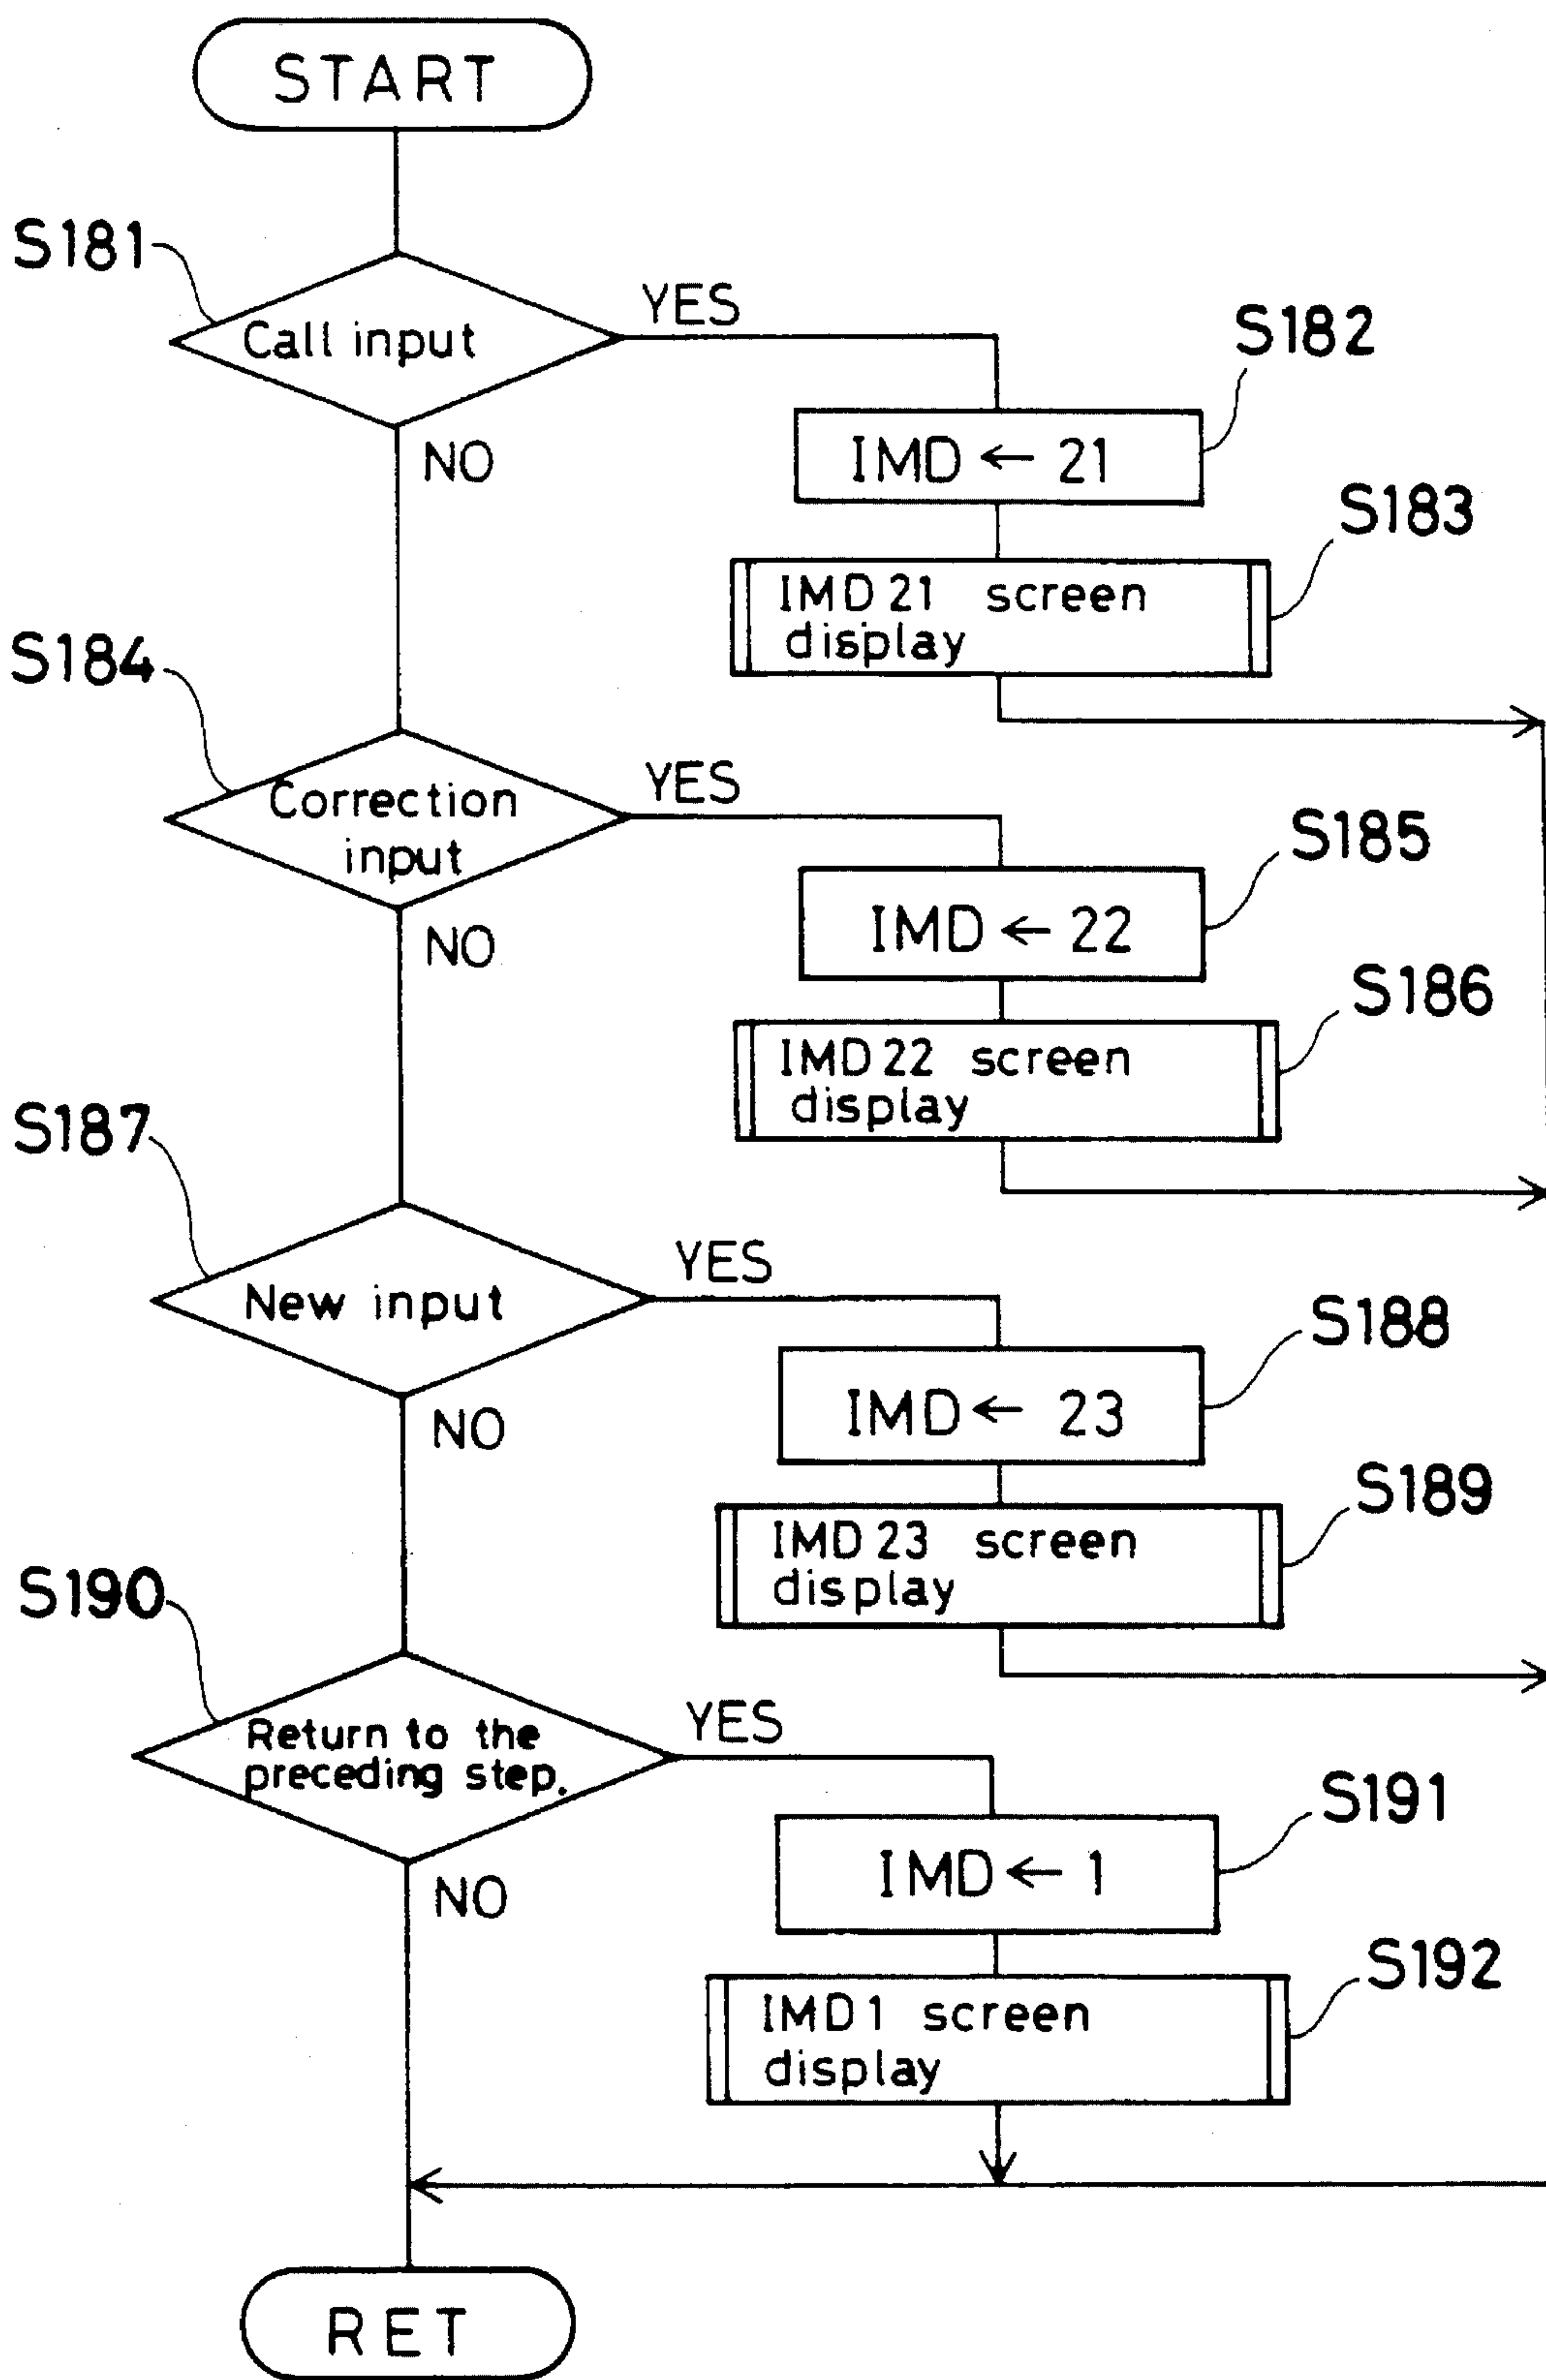 START
S181
Call input
YES
NO
S182
IMD ← 21
S183
IMD 21 screen
display
S184
Correction
input
YES
NO
S185
IMD ← 22
S186
IMD 22 screen
display
S187
New input
YES
NO
S188
IMD ← 23
S189
IMD 23 screen
display
S190
Return to the
preceding step.
YES
NO
S191
IMD ← 1
S192
IMD 1 screen
display
RET